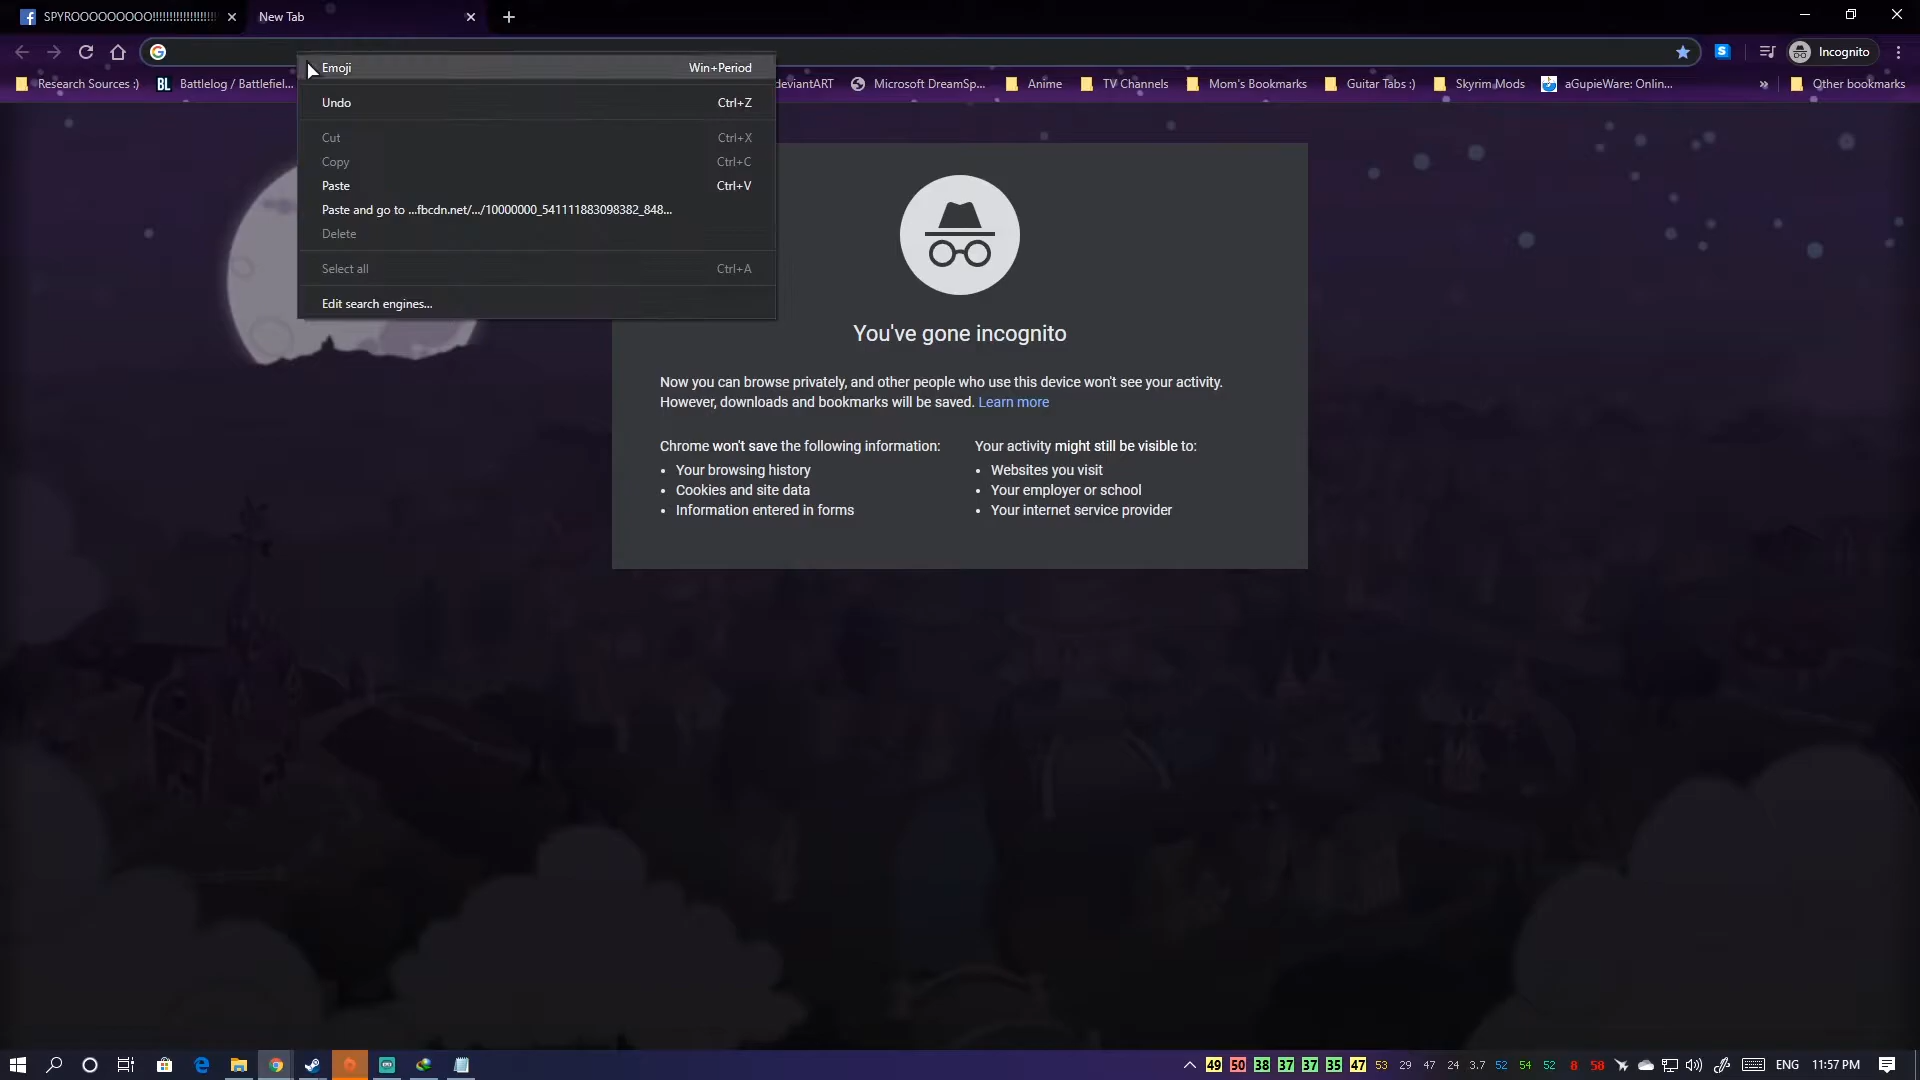 SPYROOOOOOOOO!!!!!!!!!!!!!!!!!!!
New Tab
Incognito
Research Sources :)
BL
Battlelog / Battlefiel...
deviantART
Microsoft DreamSp...
Anime
TV Channels
Mom's Bookmarks
Guitar Tabs :)
Skyrim Mods
aGupieWare: Onlin...
»
Other bookmarks
Emoji Win+Period
Undo Ctrl+Z
Cut Ctrl+X
Copy Ctrl+C
Paste Ctrl+V
Paste and go to ...fbcdn.net/.../10000000_541111883098382_848...
Delete
Select all Ctrl+A
Edit search engines...
You've gone incognito
Now you can browse privately, and other people who use this device won't see your activity.
However, downloads and bookmarks will be saved. Learn more
Chrome won't save the following information:
• Your browsing history
• Cookies and site data
• Information entered in forms
Your activity might still be visible to:
• Websites you visit
• Your employer or school
• Your internet service provider
49 50 38 37 37 35 47 53 29 47 24 3.7 52 54 52 8 58 ENG 11:57 PM